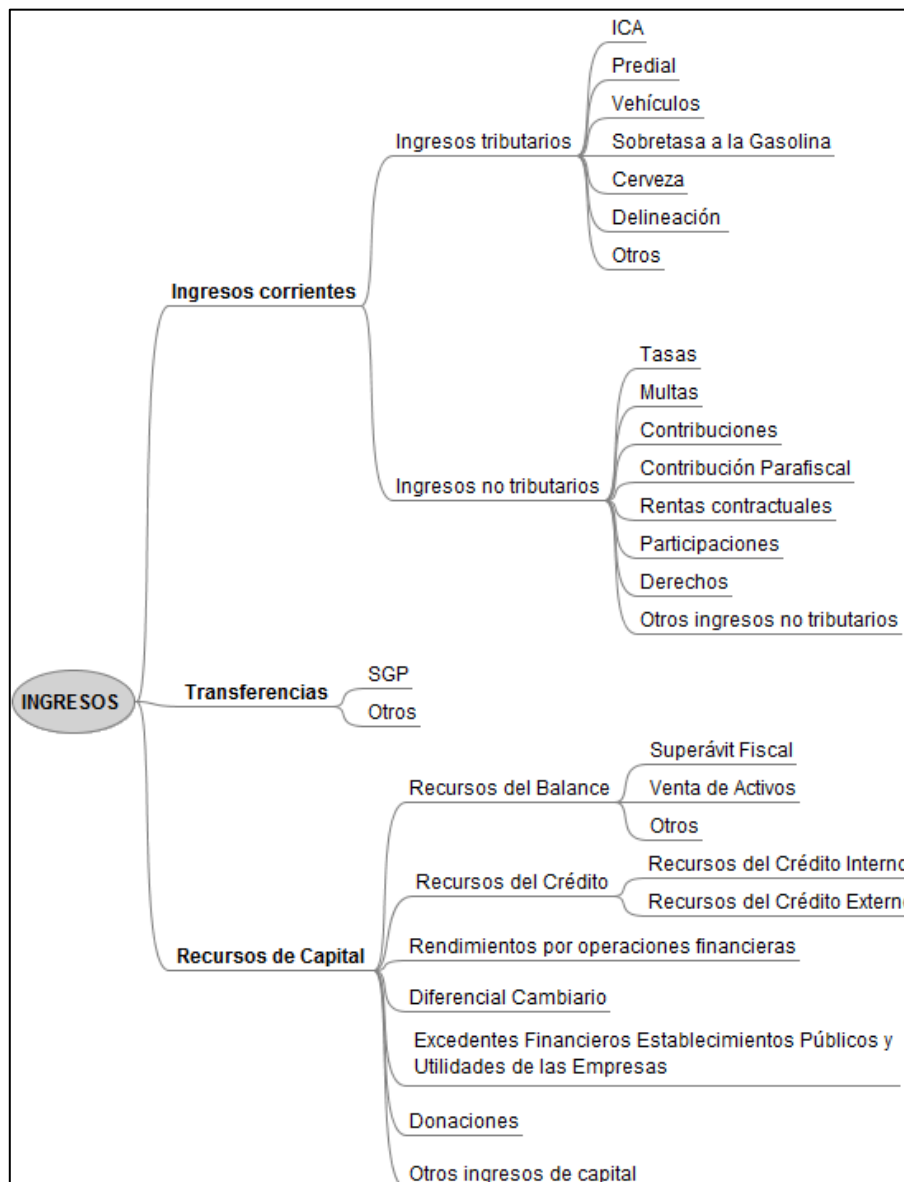 ICA
Predial
Vehículos
Ingresos tributarios
Sobretasa a la Gasolina
Cerveza
Delineación
Otros
Ingresos corrientes
Tasas
Multas
Contribuciones
Contribución Parafiscal
Ingresos no tributarios
Rentas contractuales
Participaciones
Derechos
Otros ingresos no tributarios
INGRESOS
Transferencias
SGP
Otros
Superávit Fiscal
Recursos del Balance
Venta de Activos
Otros
Recursos del Crédito Interno
Recursos del Crédito
Recursos del Crédito Externo
Recursos de Capital
Rendimientos por operaciones financieras
Diferencial Cambiario
Excedentes Financieros Establecimientos Públicos y
Utilidades de las Empresas
Donaciones
Otros ingresos de capital